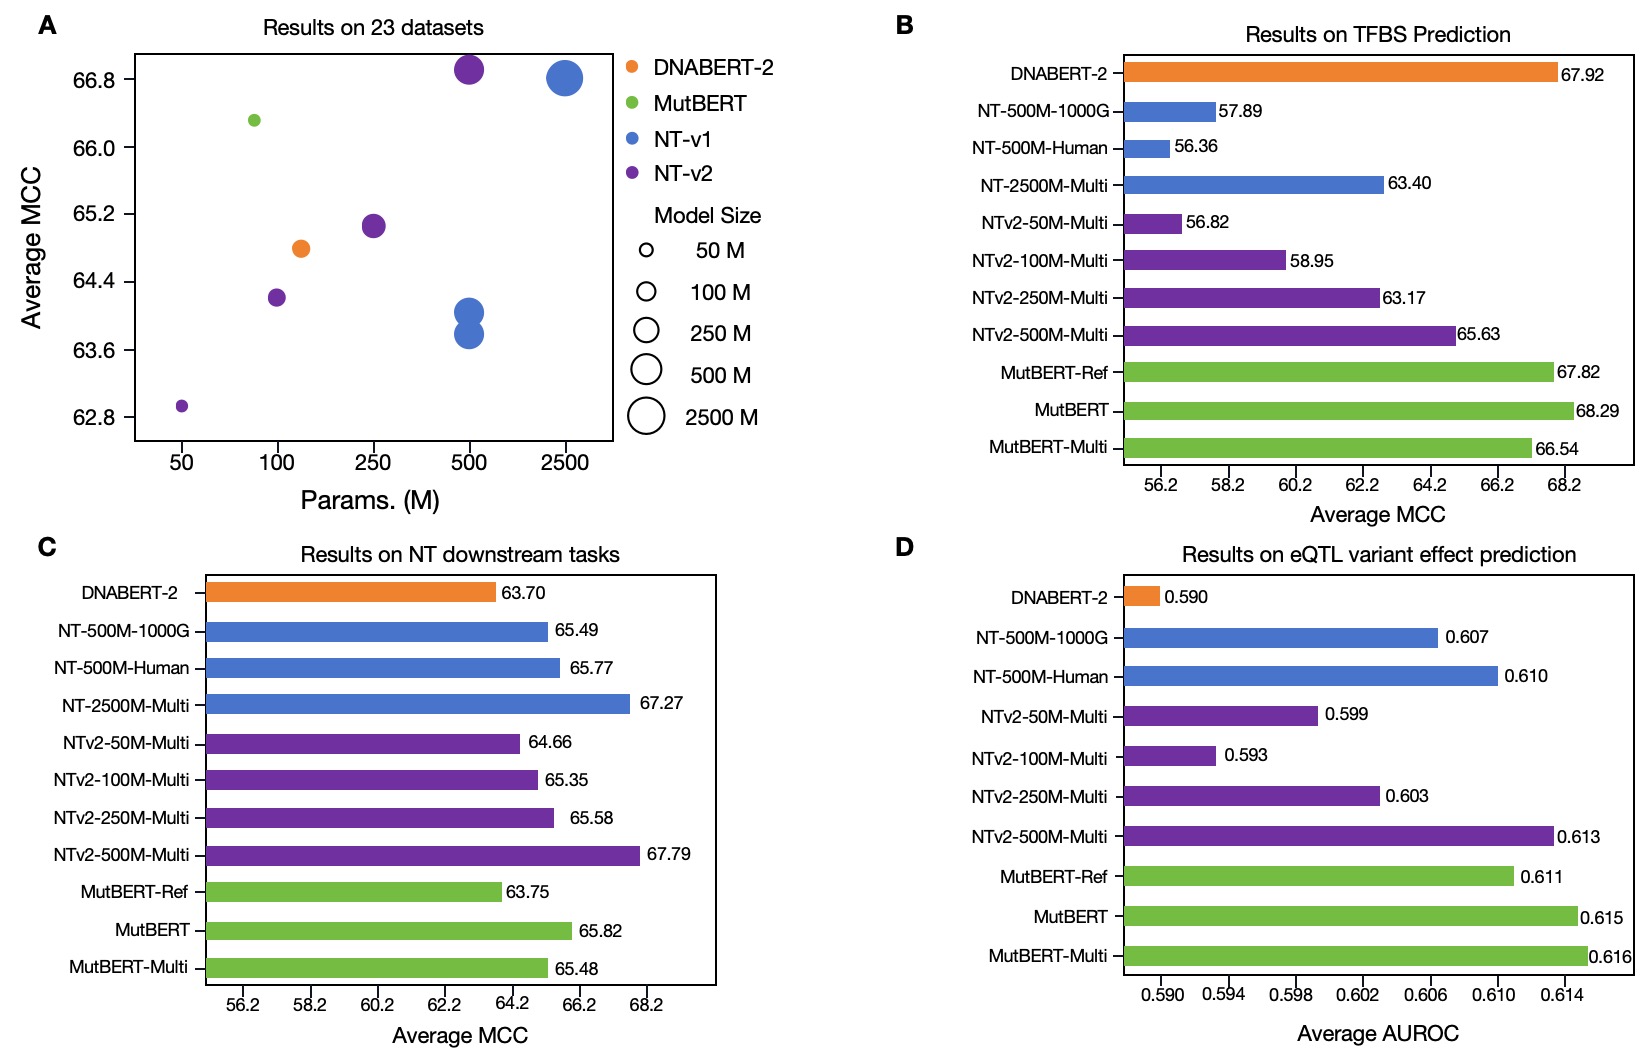 A
Results on 23 datasets
Average MCC
66.8
66.0
65.2
64.4
63.6
62.8
50
100
250
500
2500
Params. (M)
DNABERT-2
MutBERT
NT-v1
NT-v2
Model Size
50 M
100 M
250 M
500 M
2500 M
B
Results on TFBS Prediction
DNABERT-2 67.92
NT-500M-1000G 57.89
NT-500M-Human 56.36
NT-2500M-Multi 63.40
NTv2-50M-Multi 56.82
NTv2-100M-Multi 58.95
NTv2-250M-Multi 63.17
NTv2-500M-Multi 65.63
MutBERT-Ref 67.82
MutBERT 68.29
MutBERT-Multi 66.54
56.2 58.2 60.2 62.2 64.2 66.2 68.2
Average MCC
C
Results on NT downstream tasks
DNABERT-2 63.70
NT-500M-1000G 65.49
NT-500M-Human 65.77
NT-2500M-Multi 67.27
NTv2-50M-Multi 64.66
NTv2-100M-Multi 65.35
NTv2-250M-Multi 65.58
NTv2-500M-Multi 67.79
MutBERT-Ref 63.75
MutBERT 65.82
MutBERT-Multi 65.48
56.2 58.2 60.2 62.2 64.2 66.2 68.2
Average MCC
D
Results on eQTL variant effect prediction
DNABERT-2 0.590
NT-500M-1000G 0.607
NT-500M-Human 0.610
NTv2-50M-Multi 0.599
NTv2-100M-Multi 0.593
NTv2-250M-Multi 0.603
NTv2-500M-Multi 0.613
MutBERT-Ref 0.611
MutBERT 0.615
MutBERT-Multi 0.616
0.590 0.594 0.598 0.602 0.606 0.610 0.614
Average AUROC